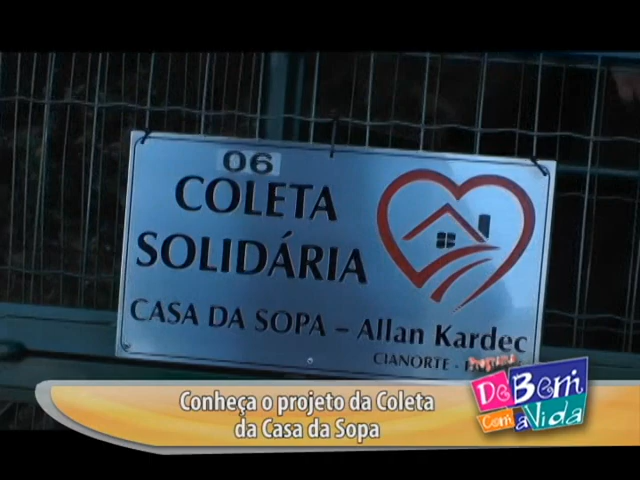 06
COLETA
SOLIDÁRIA
CASA DA SOPA – Allan Kardec
CIANORTE -
Programa
De Bem
com a Vida
Conheça o projeto da Coleta
da Casa da Sopa